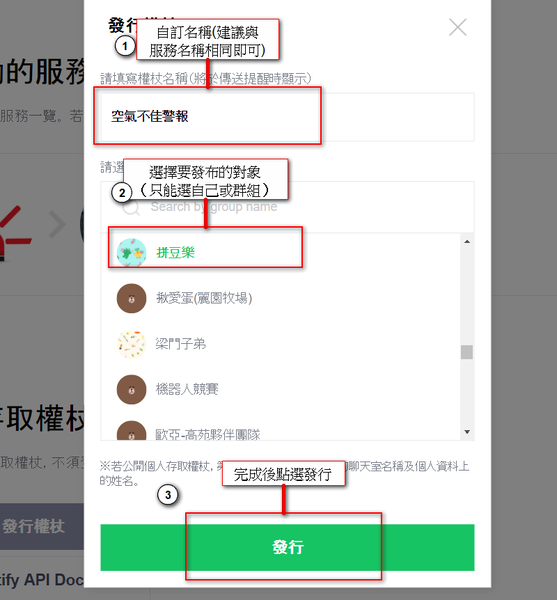 發行權杖
① 自訂名稱(建議與
服務名稱相同即可)
的服務
請填寫權杖名稱(將於傳送提醒時顯示)
空氣不佳警報
服務一覽。若
請選
② 選擇要發布的對象
(只能選自己或群組)
Search by group name
拼豆樂
揪愛蛋(麗園牧場)
梁門子弟
機器人競賽
歐亞-高苑夥伴團隊
存取權杖
取權杖,不須
※若公開個人存取權杖,
聊天室名稱及個人資料上
的姓名。
完成後點選發行
③
發行權杖
發行
tify API Doc